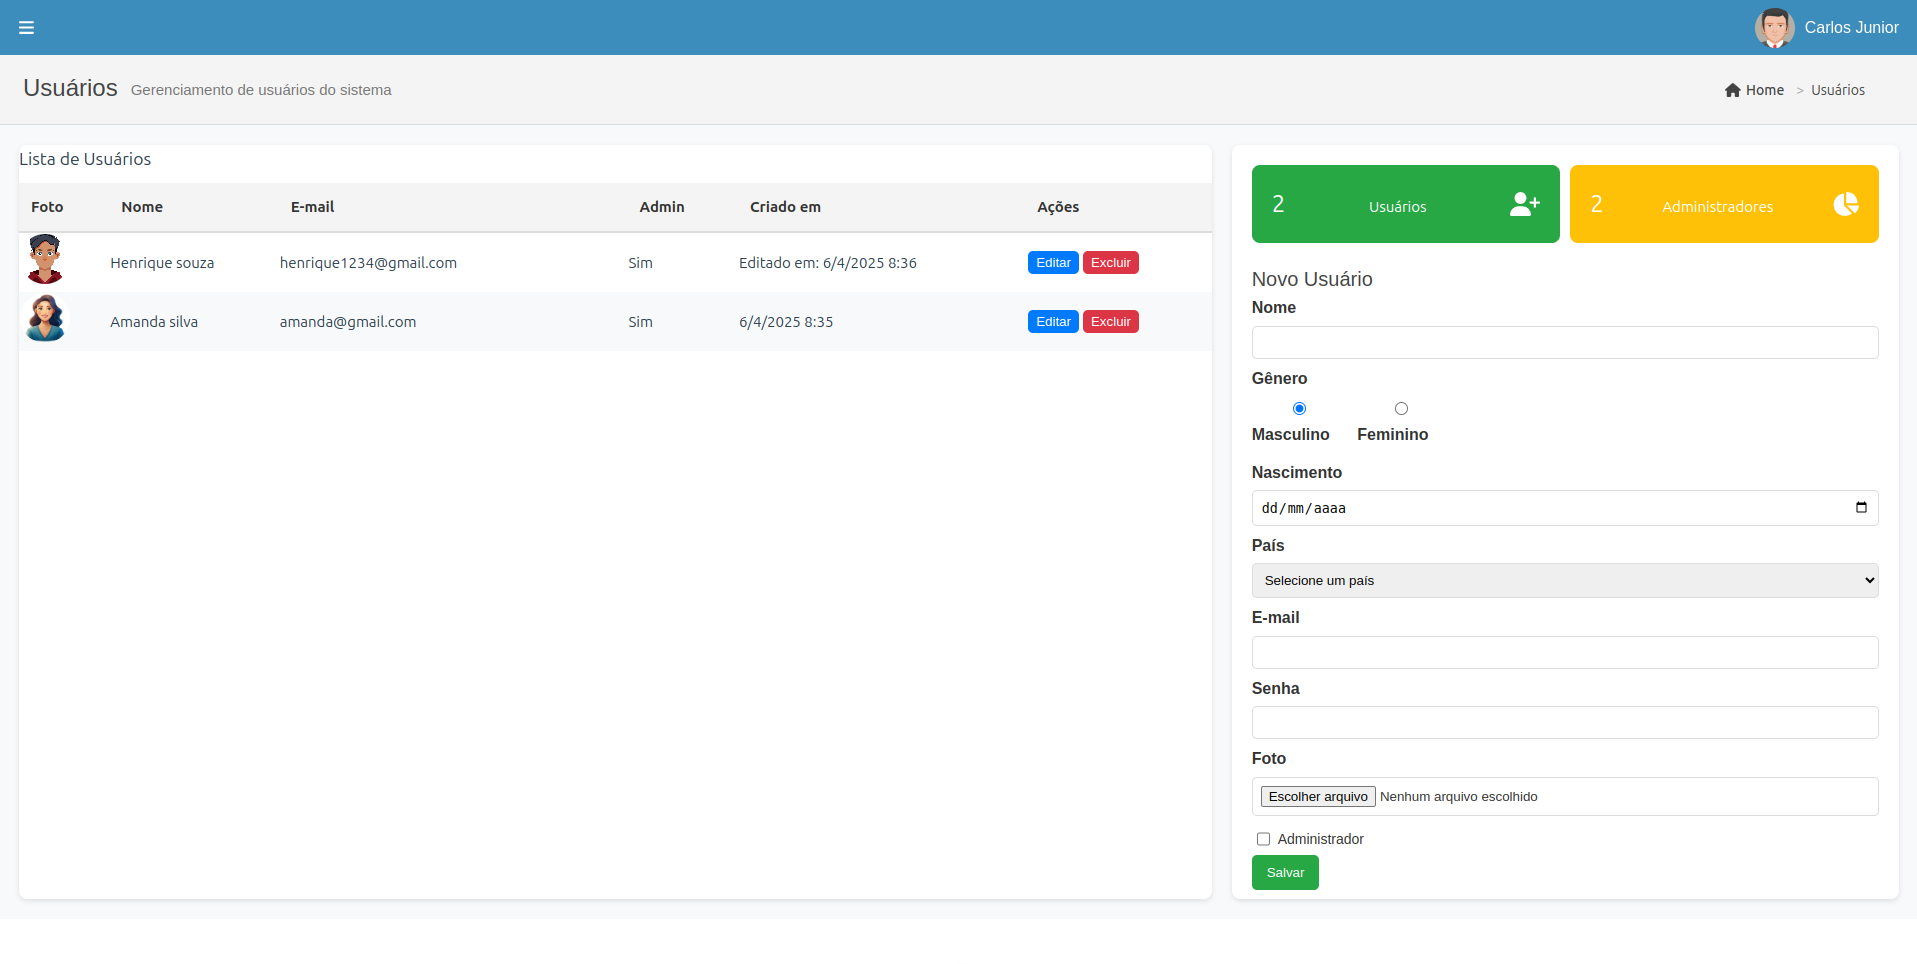 Carlos Junior
Usuários Gerenciamento de usuários do sistema
Home > Usuários
Lista de Usuários
Foto Nome E-mail Admin Criado em Ações
Henrique souza henrique1234@gmail.com Sim Editado em: 6/4/2025 8:36 Editar Excluir
Amanda silva amanda@gmail.com Sim 6/4/2025 8:35 Editar Excluir
2 Usuários
2 Administradores
Novo Usuário
Nome
Gênero
Masculino Feminino
Nascimento
dd/mm/aaaa
País
Selecione um país
E-mail
Senha
Foto
Escolher arquivo Nenhum arquivo escolhido
Administrador
Salvar